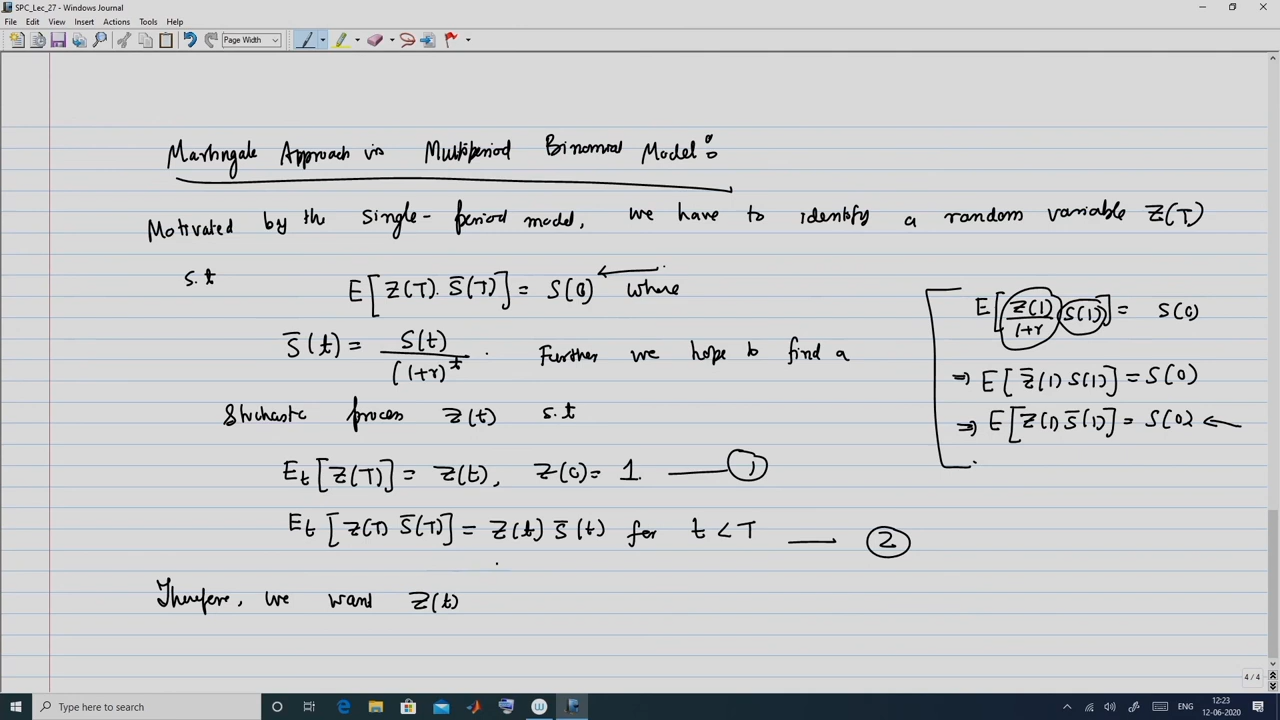 SPC_Lec_27 - Windows Journal
File Edit View Insert Actions Tools Help
Page Width
Martingale Approach in Multiperiod Binomial Model:
Motivated by the single-period model, we have to identify a random variable Z(T)
s.t E[Z(T). S̄(T)] = S(0) where
S̄(t) = S(t)/(1+r)^t . Further we hope to find a
Stochastic process Z(t) s.t
E_t[Z(T)] = Z(t), Z(0) = 1. —— ①
E_t[Z(T) S̄(T)] = Z(t) S̄(t) for t < T —— ②
Therefore, we want Z(t)
E[Z(1)/(1+r) S(1)] = S(0)
⇒ E[Z̄(1) S(1)] = S(0)
⇒ E[Z(1) S̄(1)] = S(0) ←
4 / 4
Type here to search
ENG
12:23
12-06-2020